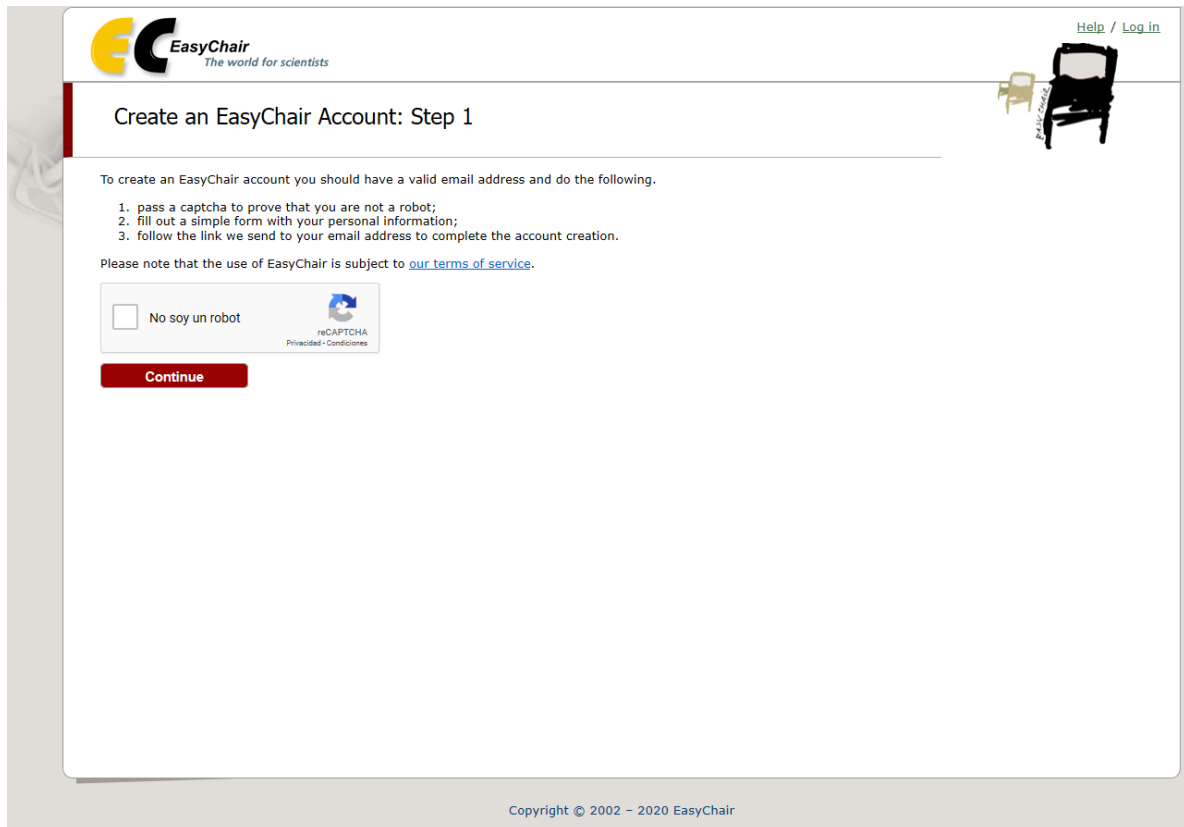 EC EasyChair
The world for scientists
Help / Log in
EASY CHAIR
Create an EasyChair Account: Step 1
To create an EasyChair account you should have a valid email address and do the following.
1. pass a captcha to prove that you are not a robot;
2. fill out a simple form with your personal information;
3. follow the link we send to your email address to complete the account creation.
Please note that the use of EasyChair is subject to our terms of service.
No soy un robot
reCAPTCHA
Privacidad - Condiciones
Continue
Copyright © 2002 – 2020 EasyChair